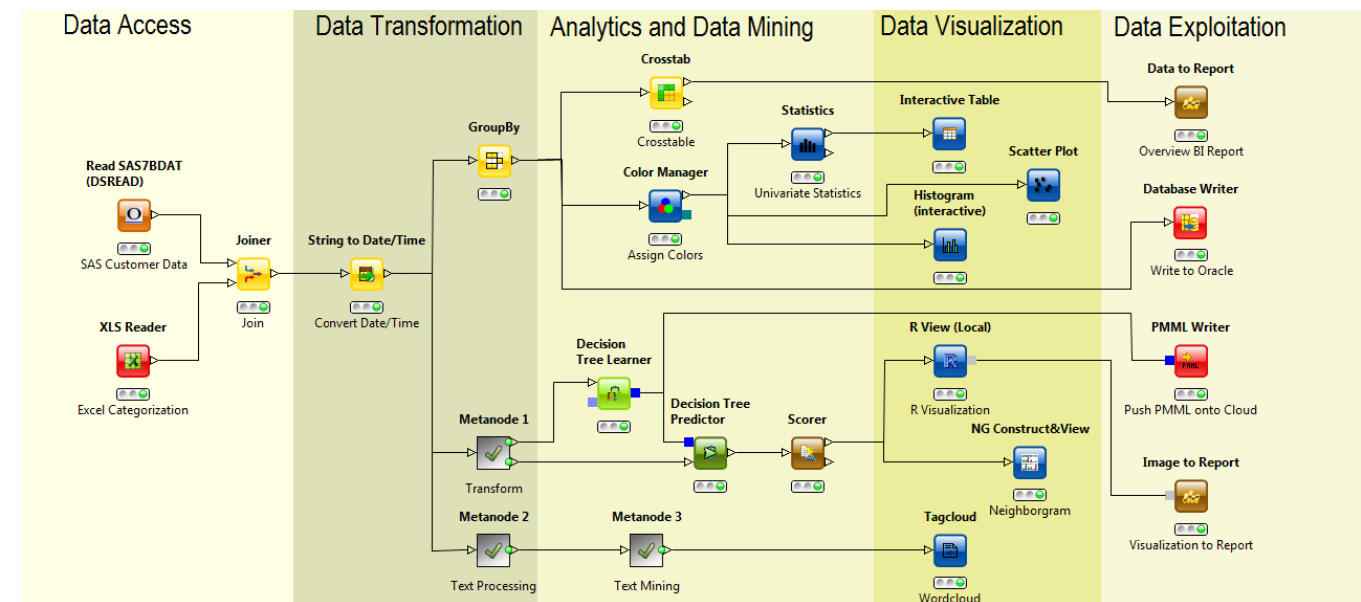 Data Access
Data Transformation
Analytics and Data Mining
Data Visualization
Data Exploitation
Read SAS7BDAT
(DSREAD)
O
SAS Customer Data
XLS Reader
X
Excel Categorization
Joiner
Join
String to Date/Time
Convert Date/Time
GroupBy
Metanode 1
Transform
Metanode 2
Text Processing
Crosstab
Crosstable
Color Manager
Assign Colors
Statistics
Univariate Statistics
Decision
Tree Learner
Decision Tree
Predictor
Scorer
Metanode 3
Text Mining
Interactive Table
Scatter Plot
Histogram
(interactive)
R View (Local)
R
R Visualization
NG Construct&View
Neighborgram
Tagcloud
Wordcloud
Data to Report
Overview BI Report
Database Writer
Write to Oracle
PMML Writer
PMML
Push PMML onto Cloud
Image to Report
Visualization to Report